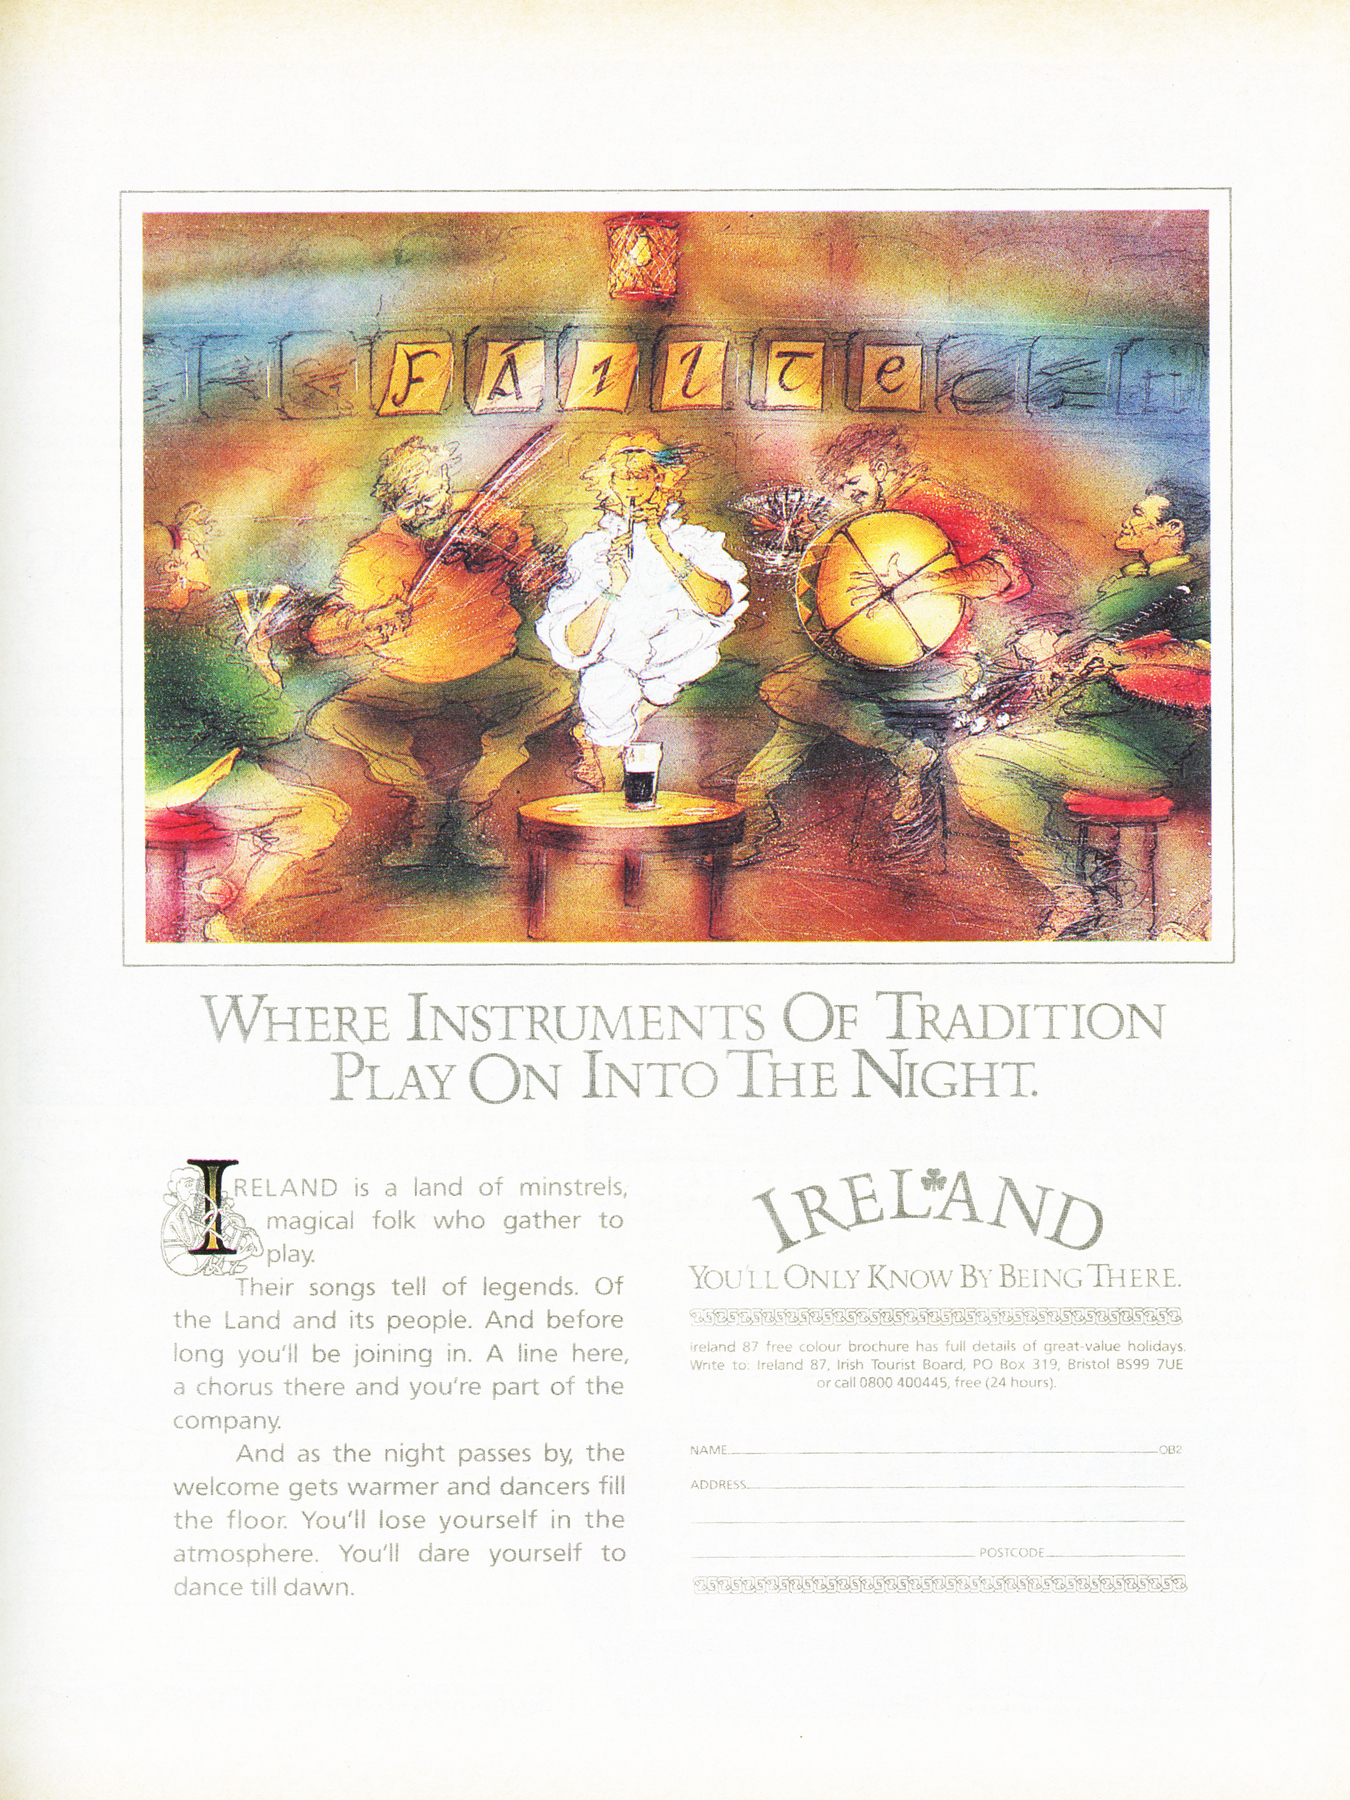 FÁilte
WHERE INSTRUMENTS OF TRADITION
PLAY ON INTO THE NIGHT.
IRELAND is a land of minstrels,
magical folk who gather to
play.
Their songs tell of legends. Of
the Land and its people. And before
long you'll be joining in. A line here,
a chorus there and you're part of the
company.
And as the night passes by, the
welcome gets warmer and dancers fill
the floor. You'll lose yourself in the
atmosphere. You'll dare yourself to
dance till dawn.
IRELAND
YOU'LL ONLY KNOW BY BEING THERE.
Ireland 87 free colour brochure has full details of great-value holidays.
Write to: Ireland 87, Irish Tourist Board, PO Box 319, Bristol BS99 7UE
or call 0800 400445, free (24 hours).
NAME OB2
ADDRESS
POSTCODE